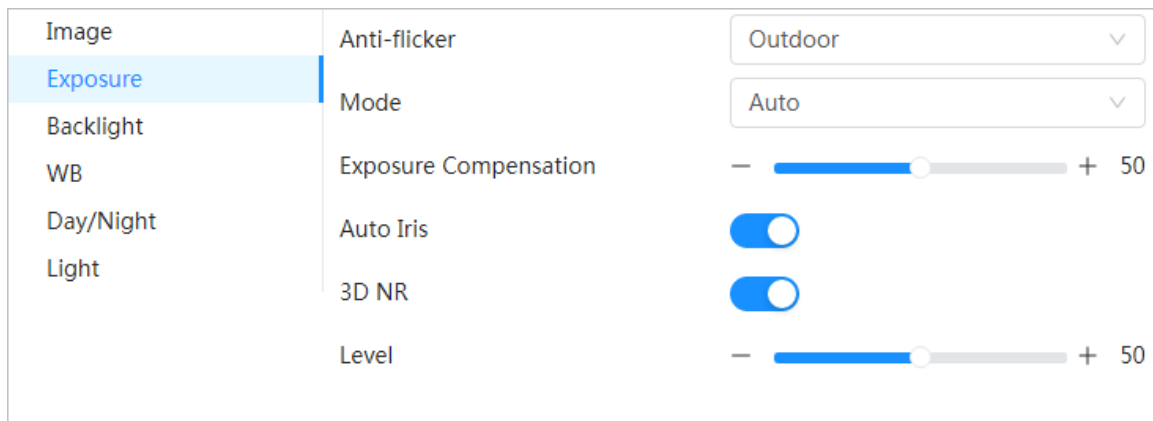 Image
Exposure
Backlight
WB
Day/Night
Light
Anti-flicker Outdoor
Mode Auto
Exposure Compensation − + 50
Auto Iris
3D NR
Level − + 50